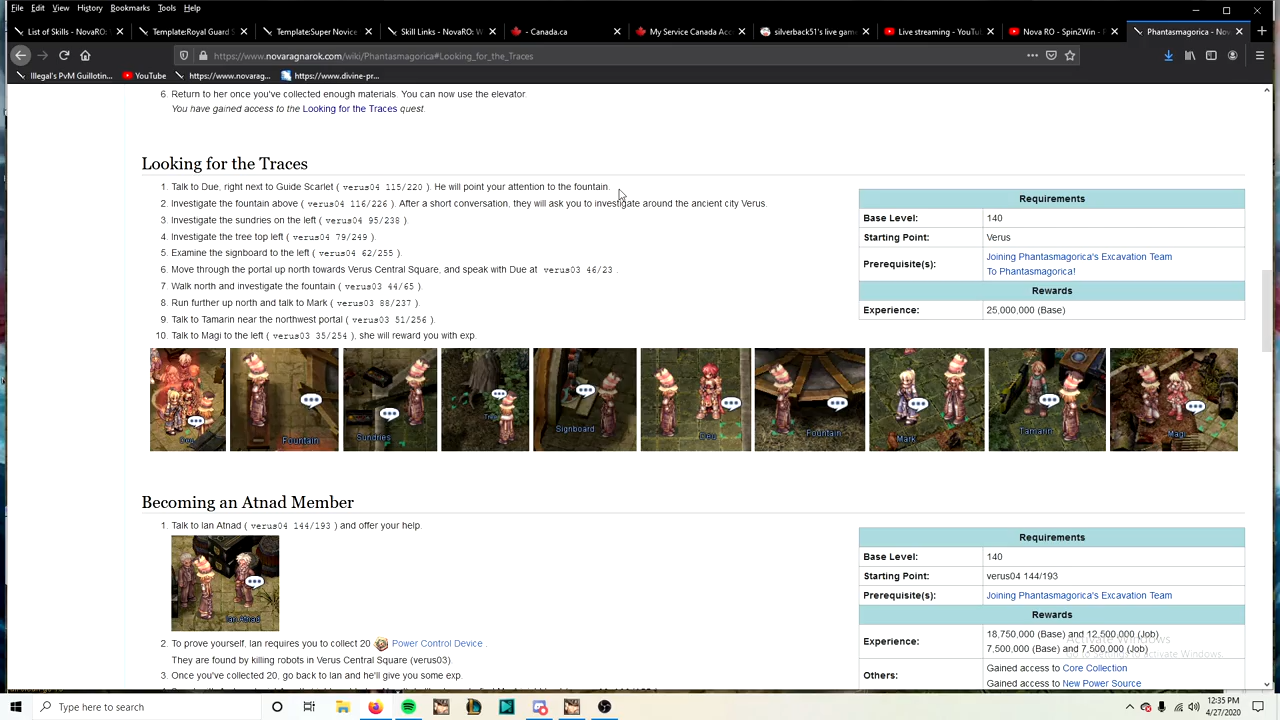 File Edit View History Bookmarks Tools Help
List of Skills - NovaRO: Template:Royal Guard S Template:Super Novice Skill Links - NovaRO: W - Canada.ca My Service Canada Acc silverback51's live game Live streaming - YouTu Nova RO - Spin2Win - P Phantasmagorica - Nov
https://www.novaragnarok.com/wiki/Phantasmagorica#Looking_for_the_Traces
Illegal's PvM Guillotin... YouTube https://www.novarag... https://www.divine-pr...
6. Return to her once you've collected enough materials. You can now use the elevator.
You have gained access to the Looking for the Traces quest.
Looking for the Traces
1. Talk to Due, right next to Guide Scarlet ( verus04 115/220 ). He will point your attention to the fountain.
2. Investigate the fountain above ( verus04 116/226 ). After a short conversation, they will ask you to investigate around the ancient city Verus.
3. Investigate the sundries on the left ( verus04 95/238 ).
4. Investigate the tree top left ( verus04 79/249 ).
5. Examine the signboard to the left ( verus04 62/255 ).
6. Move through the portal up north towards Verus Central Square, and speak with Due at verus03 46/23 .
7. Walk north and investigate the fountain ( verus03 44/65 ).
8. Run further up north and talk to Mark ( verus03 88/237 ).
9. Talk to Tamarin near the northwest portal ( verus03 51/256 ).
10. Talk to Magi to the left ( verus03 35/254 ), she will reward you with exp.
Requirements
Base Level: 140
Starting Point: Verus
Prerequisite(s): Joining Phantasmagorica's Excavation Team
To Phantasmagorica!
Rewards
Experience: 25,000,000 (Base)
Fountain Sundries Signboard Fountain Mark Tamarin Magi
Becoming an Atnad Member
1. Talk to Ian Atnad ( verus04 144/193 ) and offer your help.
Ian Atnad
2. To prove yourself, Ian requires you to collect 20 Power Control Device .
They are found by killing robots in Verus Central Square (verus03).
3. Once you've collected 20, go back to Ian and he'll give you some exp.
Requirements
Base Level: 140
Starting Point: verus04 144/193
Prerequisite(s): Joining Phantasmagorica's Excavation Team
Rewards
Experience: 18,750,000 (Base) and 12,500,000 (Job)
7,500,000 (Base) and 7,500,000 (Job)
Others: Gained access to Core Collection
Gained access to New Power Source
Activate Windows
Type here to search
12:35 PM
4/27/2020